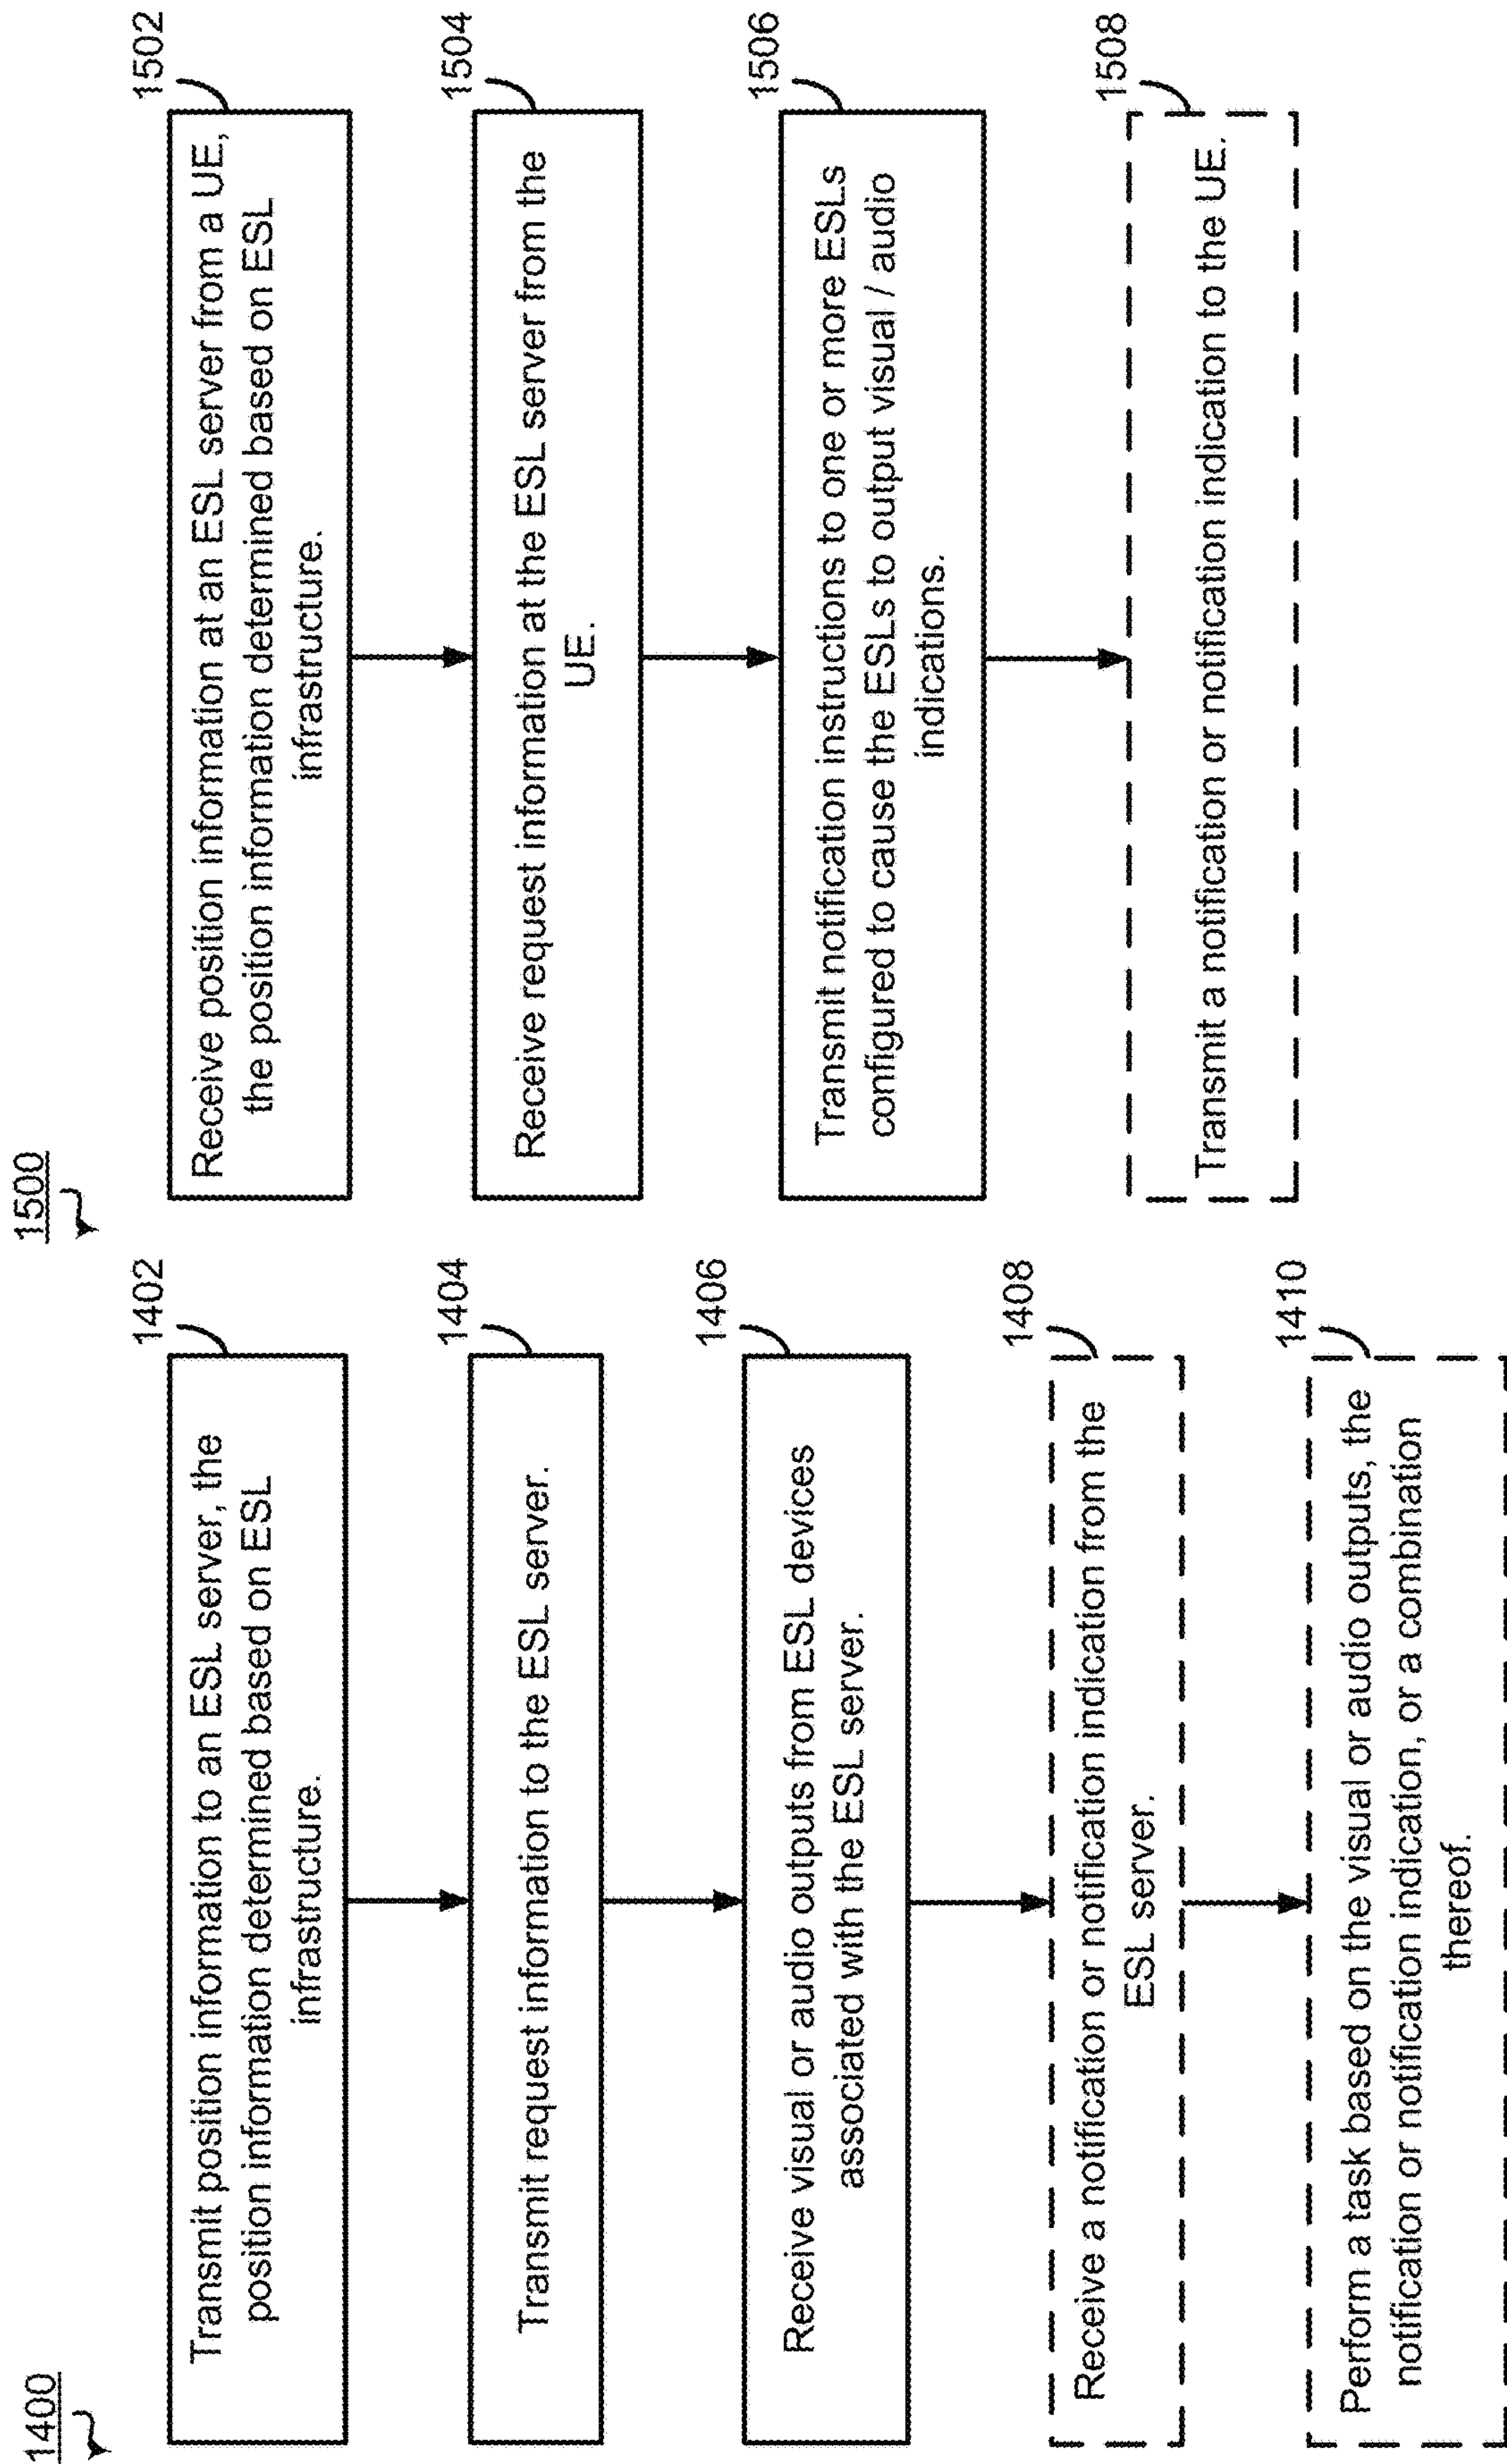 1400
1402
Transmit position information to an ESL server, the
position information determined based on ESL
infrastructure.
1404
Transmit request information to the ESL server.
1406
Receive visual or audio outputs from ESL devices
associated with the ESL server.
1408
Receive a notification or notification indication from the
ESL server.
1410
Perform a task based on the visual or audio outputs, the
notification or notification indication, or a combination
thereof.
1500
1502
Receive position information at an ESL server from a UE,
the position information determined based on ESL
infrastructure.
1504
Receive request information at the ESL server from the
UE.
1506
Transmit notification instructions to one or more ESLs
configured to cause the ESLs to output visual / audio
indications.
1508
Transmit a notification or notification indication to the UE.